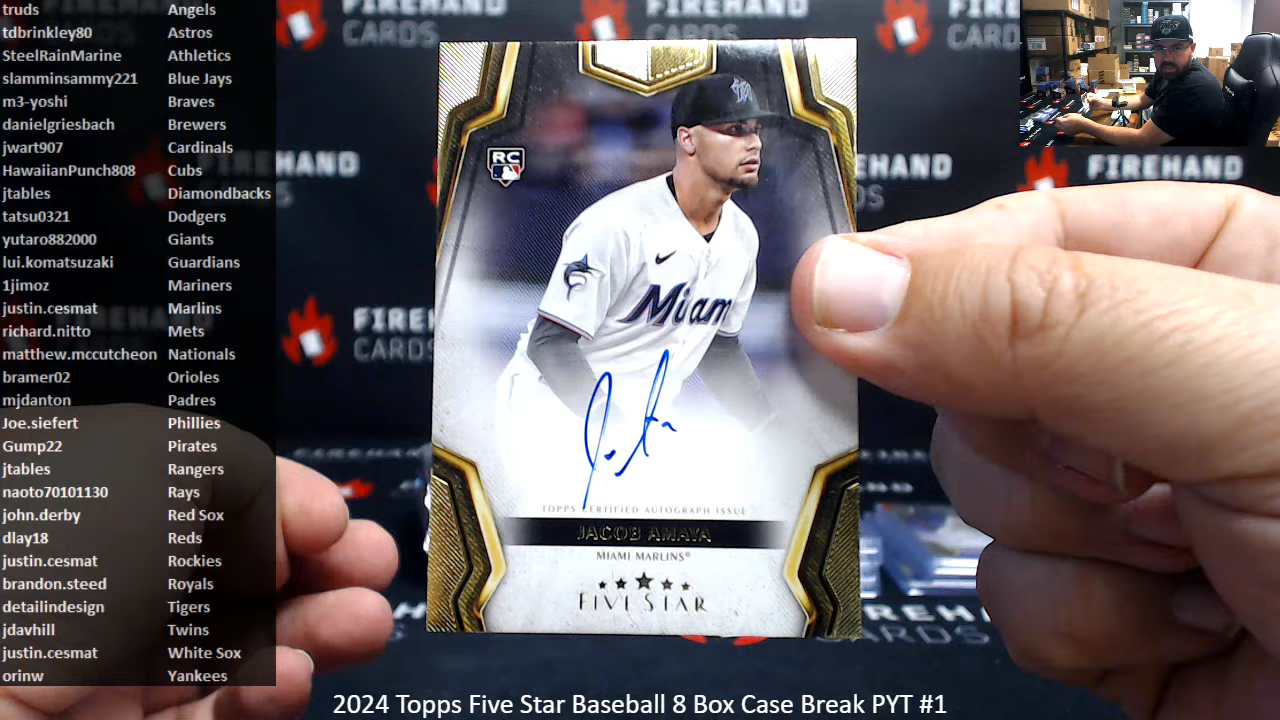 truds Angels
tdbrinkley80 Astros
SteelRainMarine Athletics
slamminsammy221 Blue Jays
m3-yoshi Braves
danielgriesbach Brewers
jwart907 Cardinals
HawaiianPunch808 Cubs
jtables Diamondbacks
tatsu0321 Dodgers
yutaro882000 Giants
lui.komatsuzaki Guardians
1jimoz Mariners
justin.cesmat Marlins
richard.nitto Mets
matthew.mccutcheon Nationals
bramer02 Orioles
mjdanton Padres
Joe.siefert Phillies
Gump22 Pirates
jtables Rangers
naoto70101130 Rays
john.derby Red Sox
dlay18 Reds
justin.cesmat Rockies
brandon.steed Royals
detailindesign Tigers
jdavhill Twins
justin.cesmat White Sox
orinw Yankees
FIREHAND
CARDS
FIREHAND
CARDS
RC
Miami
TOPPS CERTIFIED AUTOGRAPH ISSUE
JACOB AMAYA
MIAMI MARLINS®
FIVE STAR
2024 Topps Five Star Baseball 8 Box Case Break PYT #1